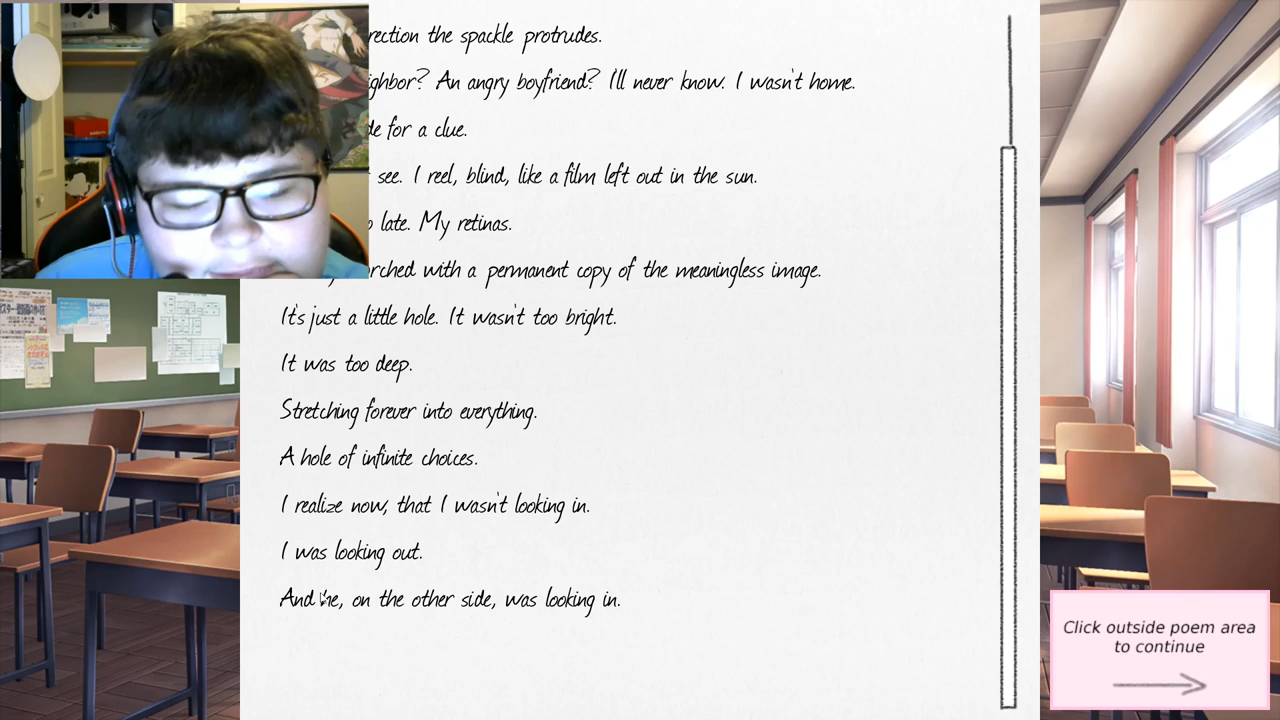 rection the spackle protrudes.
ighbor? An angry boyfriend? I'll never know. I wasn't home.
de for a clue.
see. I reel, blind, like a film left out in the sun.
o late. My retinas.
rched with a permanent copy of the meaningless image.
It's just a little hole. It wasn't too bright.
It was too deep.
Stretching forever into everything.
A hole of infinite choices.
I realize now, that I wasn't looking in.
I was looking out.
And he, on the other side, was looking in.
Click outside poem area
to continue